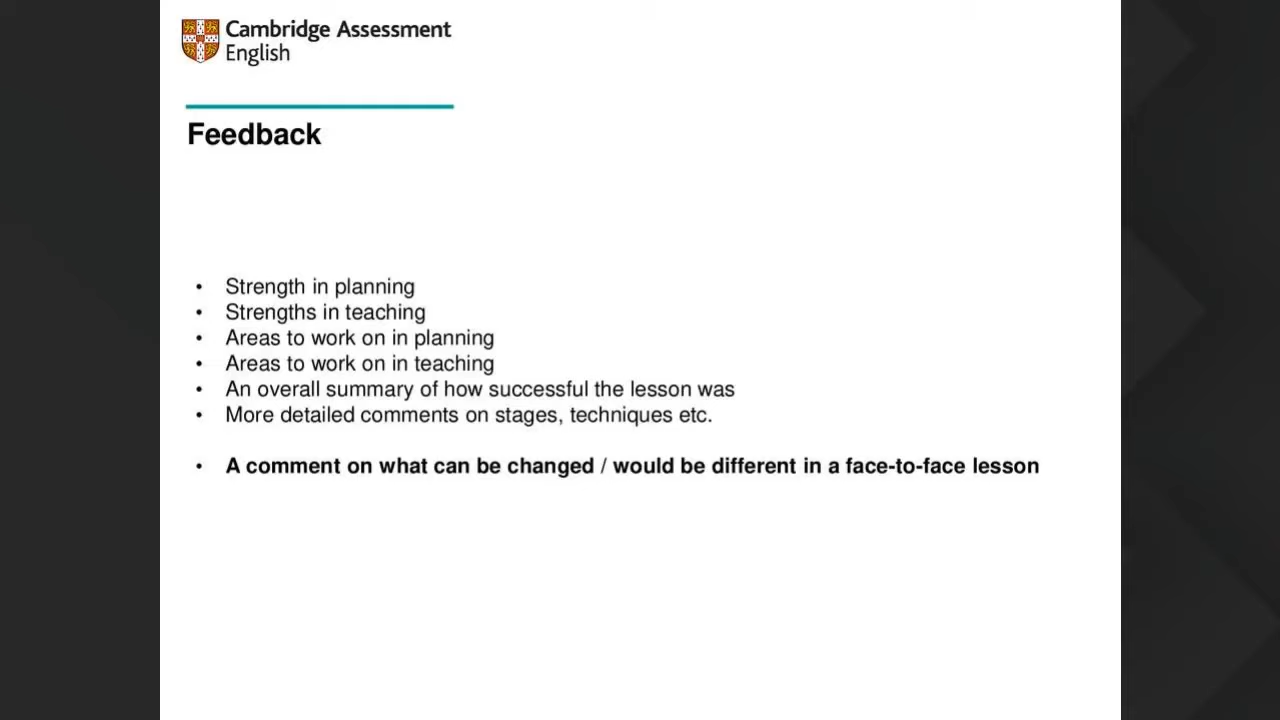 Cambridge Assessment
English
Feedback
• Strength in planning
• Strengths in teaching
• Areas to work on in planning
• Areas to work on in teaching
• An overall summary of how successful the lesson was
• More detailed comments on stages, techniques etc.
• A comment on what can be changed / would be different in a face-to-face lesson